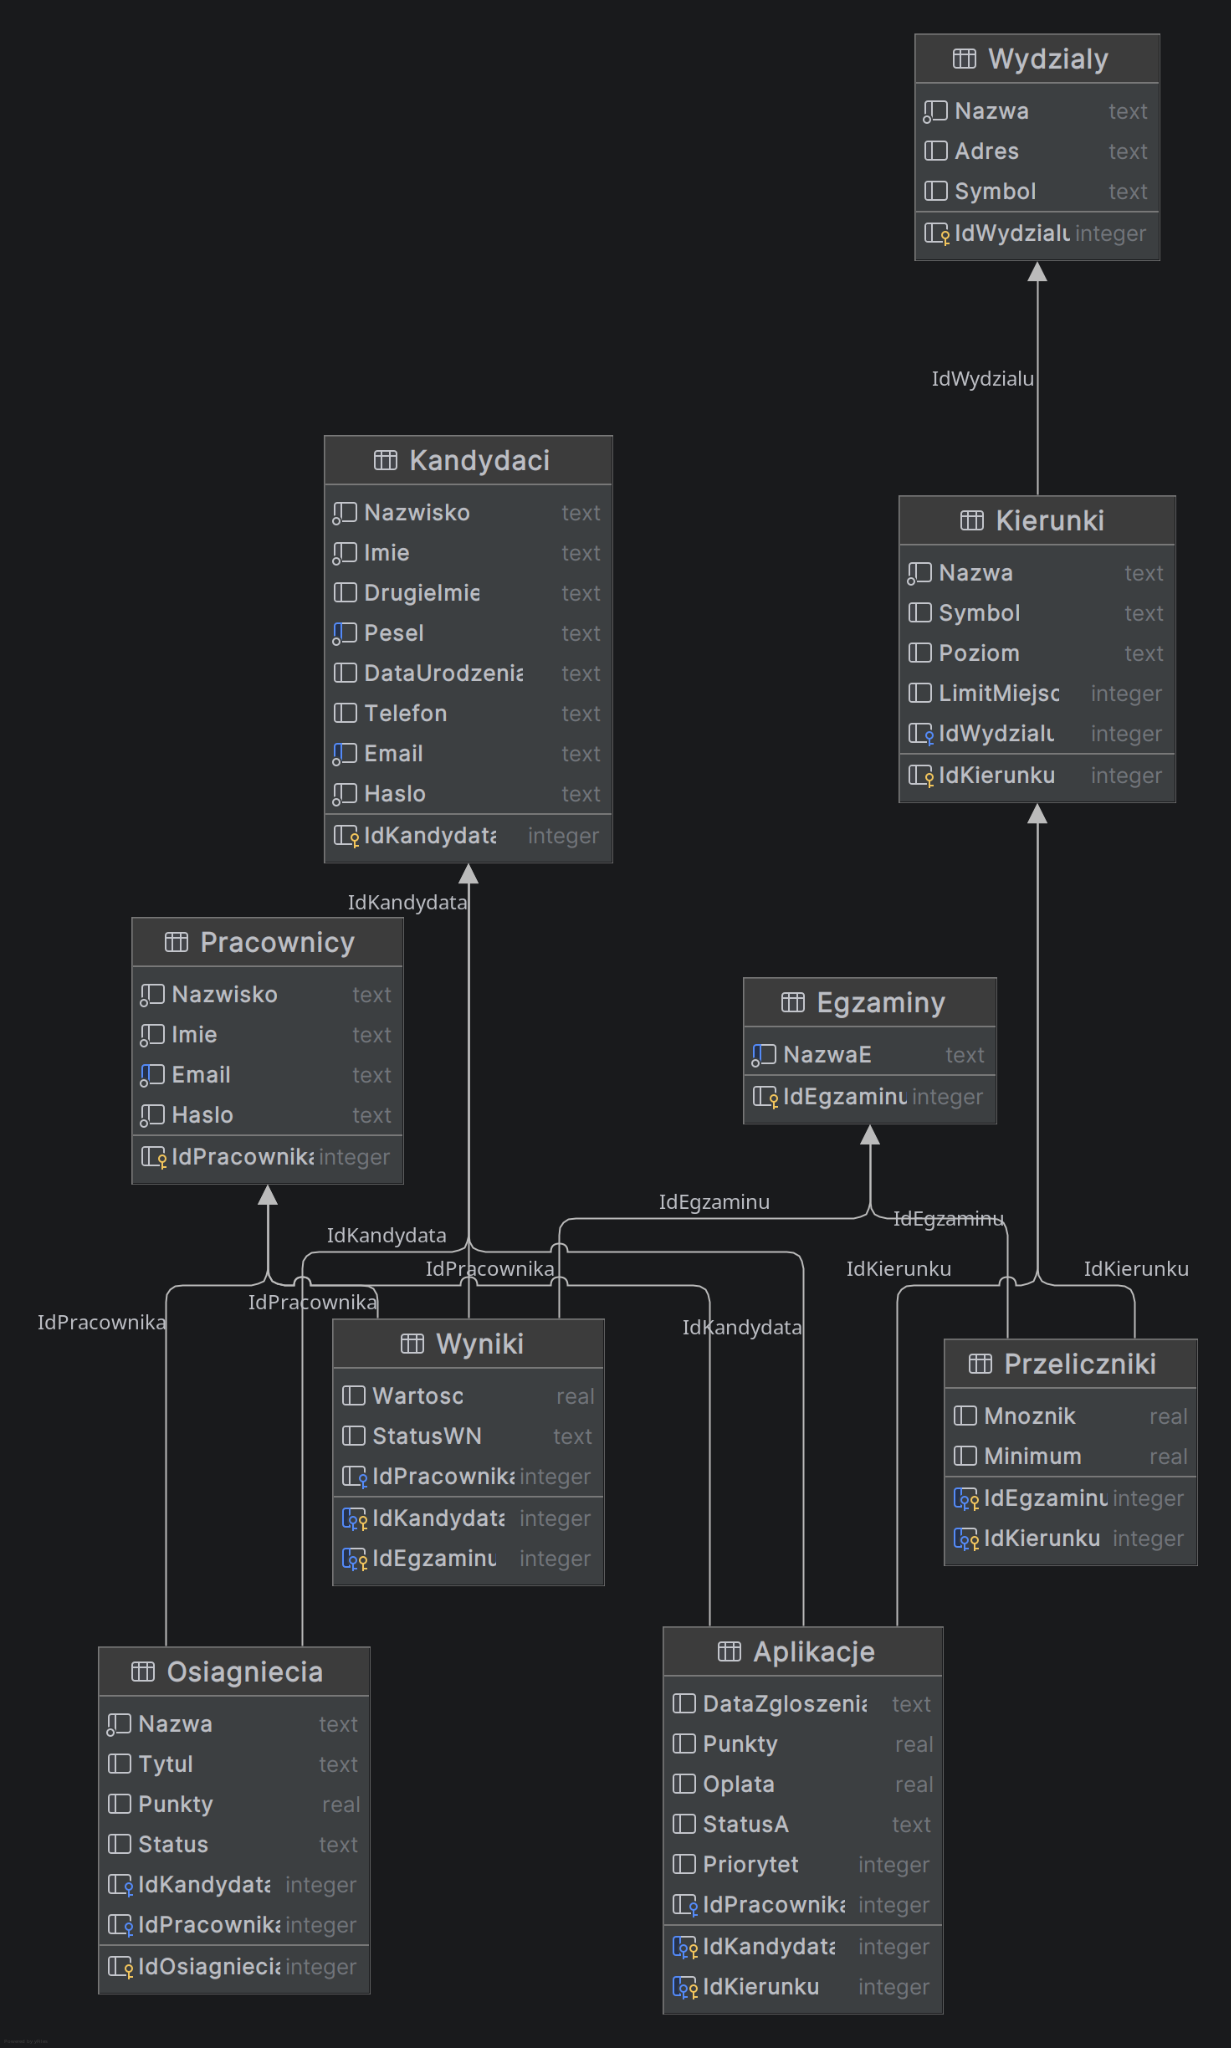 Wydzialy
Nazwa text
Adres text
Symbol text
IdWydzialu integer
IdWydzialu
Kandydaci
Nazwisko text
Imie text
DrugieImie text
Pesel text
DataUrodzenia text
Telefon text
Email text
Haslo text
IdKandydata integer
Kierunki
Nazwa text
Symbol text
Poziom text
LimitMiejsc integer
IdWydzialu integer
IdKierunku integer
IdKandydata
Pracownicy
Nazwisko text
Imie text
Email text
Haslo text
IdPracownika integer
Egzaminy
NazwaE text
IdEgzaminu integer
IdEgzaminu
IdEgzaminu
IdKandydata
IdPracownika
IdKierunku
IdKierunku
IdPracownika
IdPracownika
IdKandydata
Wyniki
Wartosc real
StatusWN text
IdPracownika integer
IdKandydata integer
IdEgzaminu integer
Przeliczniki
Mnoznik real
Minimum real
IdEgzaminu integer
IdKierunku integer
Osiagniecia
Nazwa text
Tytul text
Punkty real
Status text
IdKandydata integer
IdPracownika integer
IdOsiagniecia integer
Aplikacje
DataZgloszenia text
Punkty real
Oplata real
StatusA text
Priorytet integer
IdPracownika integer
IdKandydata integer
IdKierunku integer